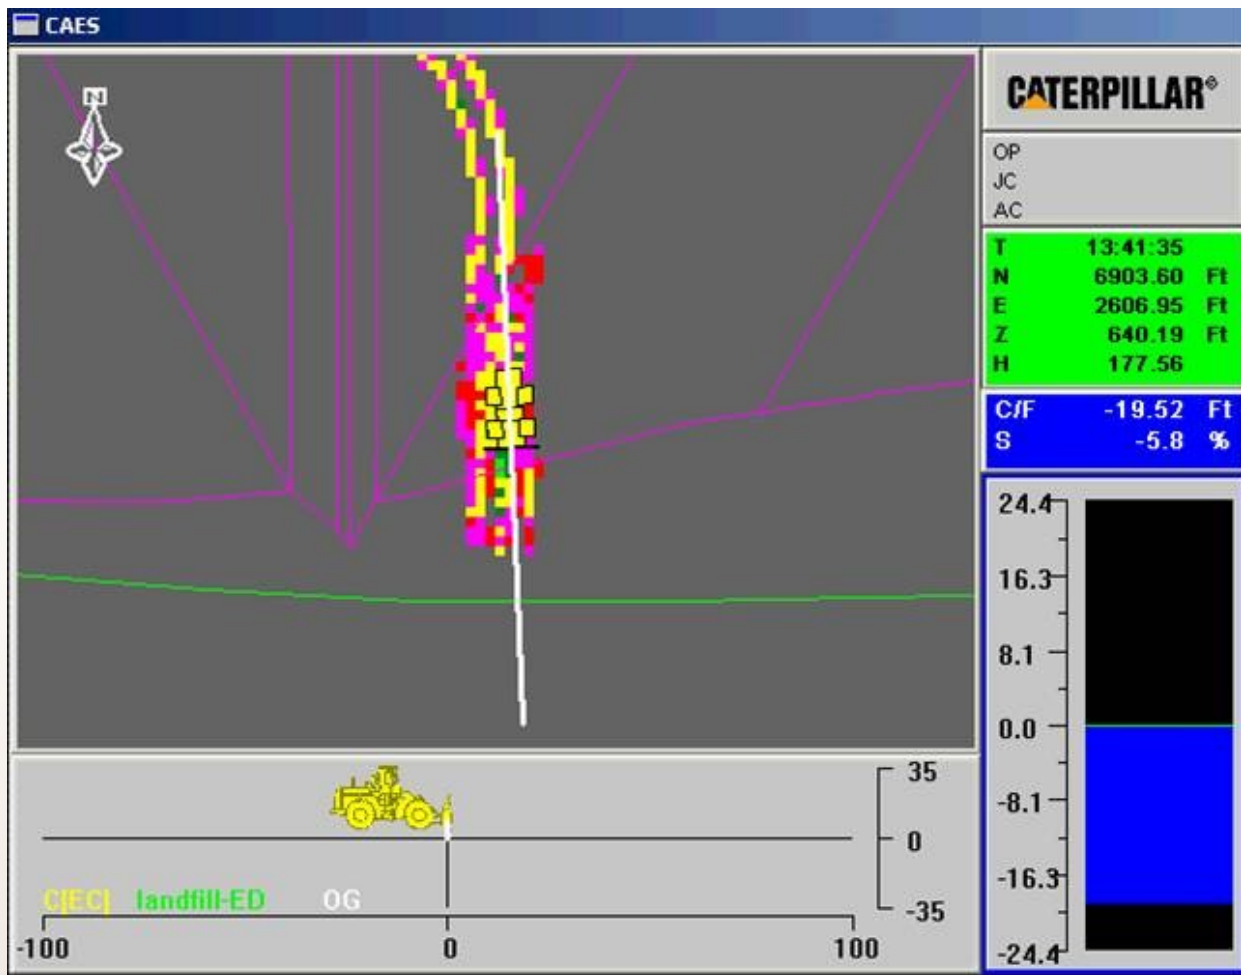 CAES
N
CATERPILLAR®
OP
JC
AC
T 13:41:35
N 6903.60 Ft
E 2606.95 Ft
Z 640.19 Ft
H 177.56
C/F -19.52 Ft
S -5.8 %
24.4
16.3
8.1
0.0
-8.1
-16.3
-24.4
35
0
-35
C[EC] landfill-ED OG
-100 0 100